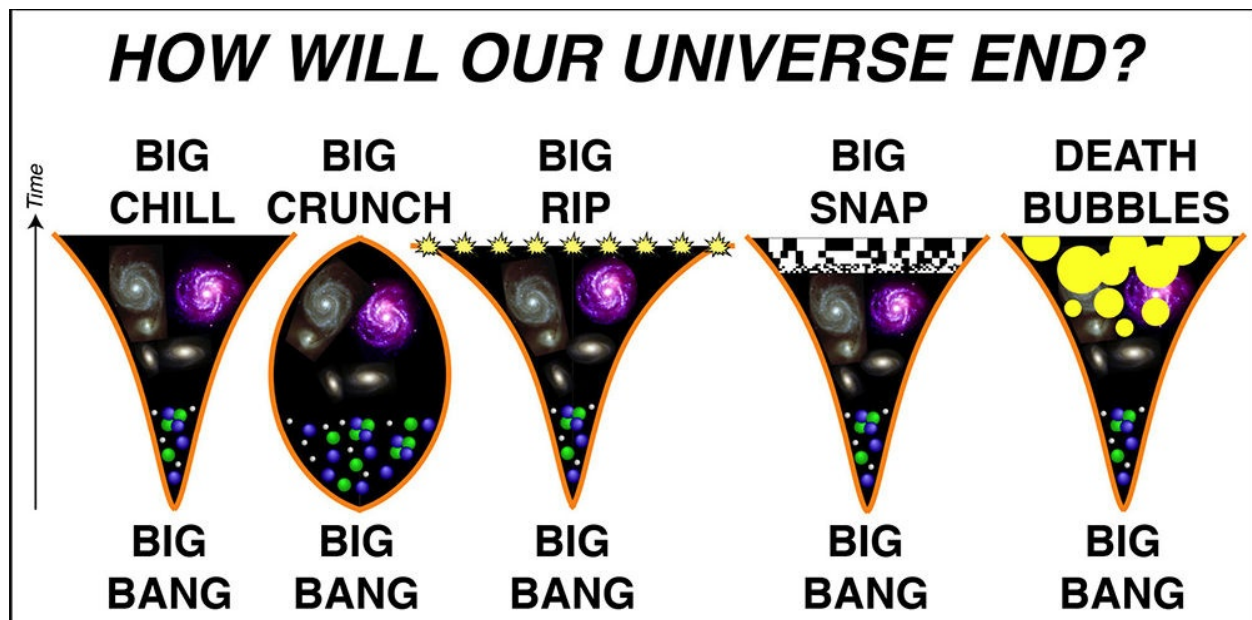 HOW WILL OUR UNIVERSE END?
Time
BIG
CHILL
BIG
CRUNCH
BIG
RIP
BIG
SNAP
DEATH
BUBBLES
BIG
BANG
BIG
BANG
BIG
BANG
BIG
BANG
BIG
BANG